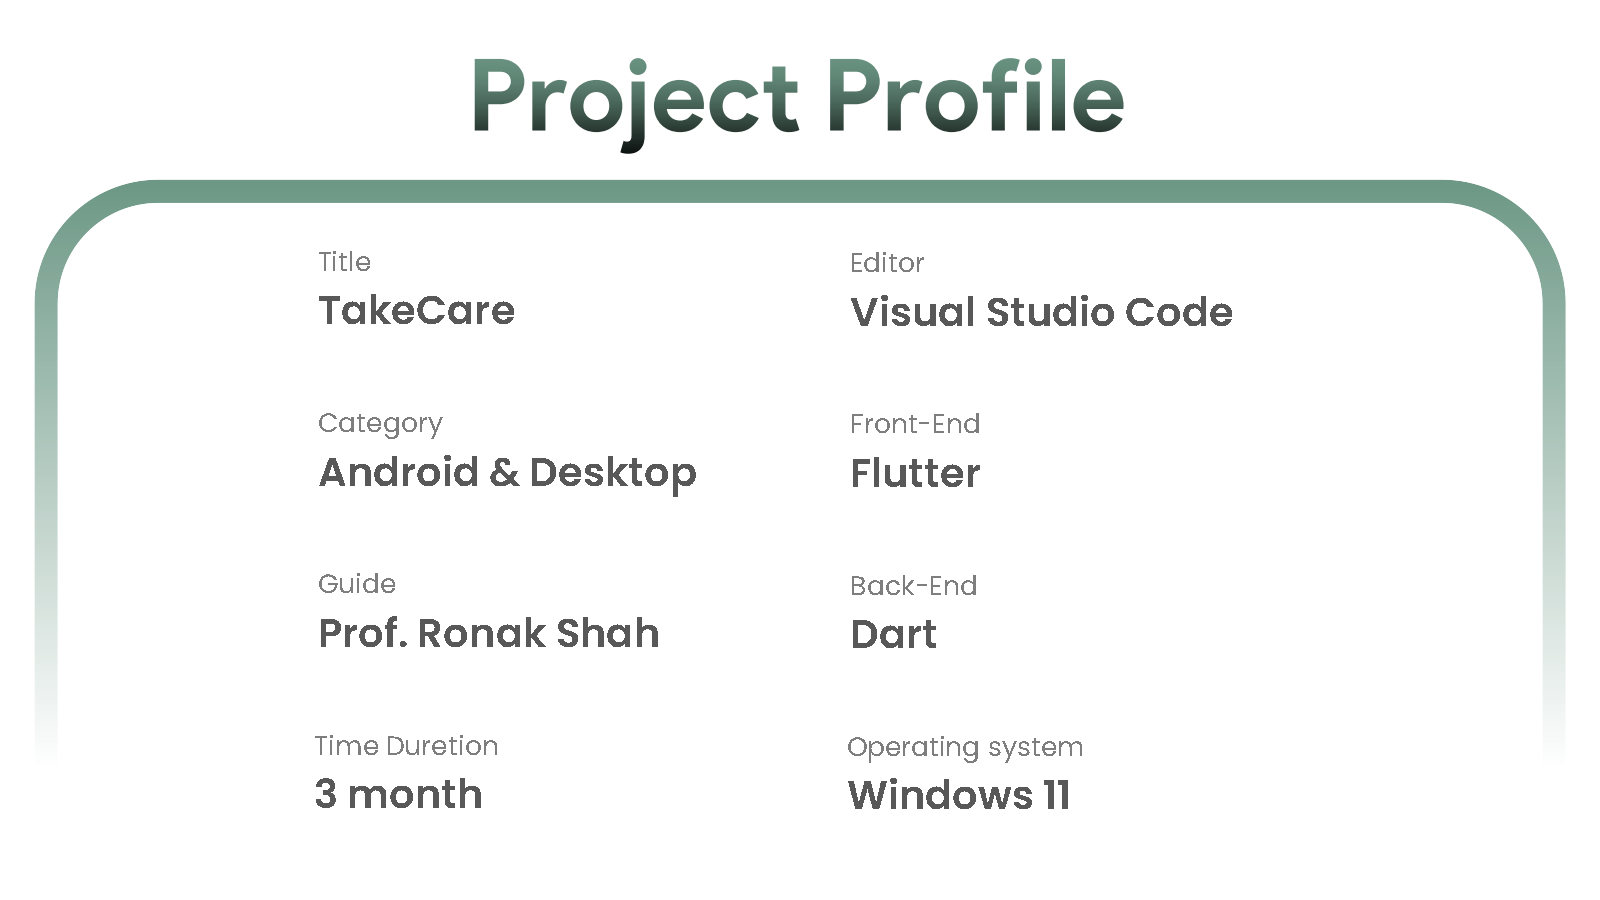 Project Profile
Title
TakeCare
Editor
Visual Studio Code
Category
Android & Desktop
Front-End
Flutter
Guide
Prof. Ronak Shah
Back-End
Dart
Time Duretion
3 month
Operating system
Windows 11